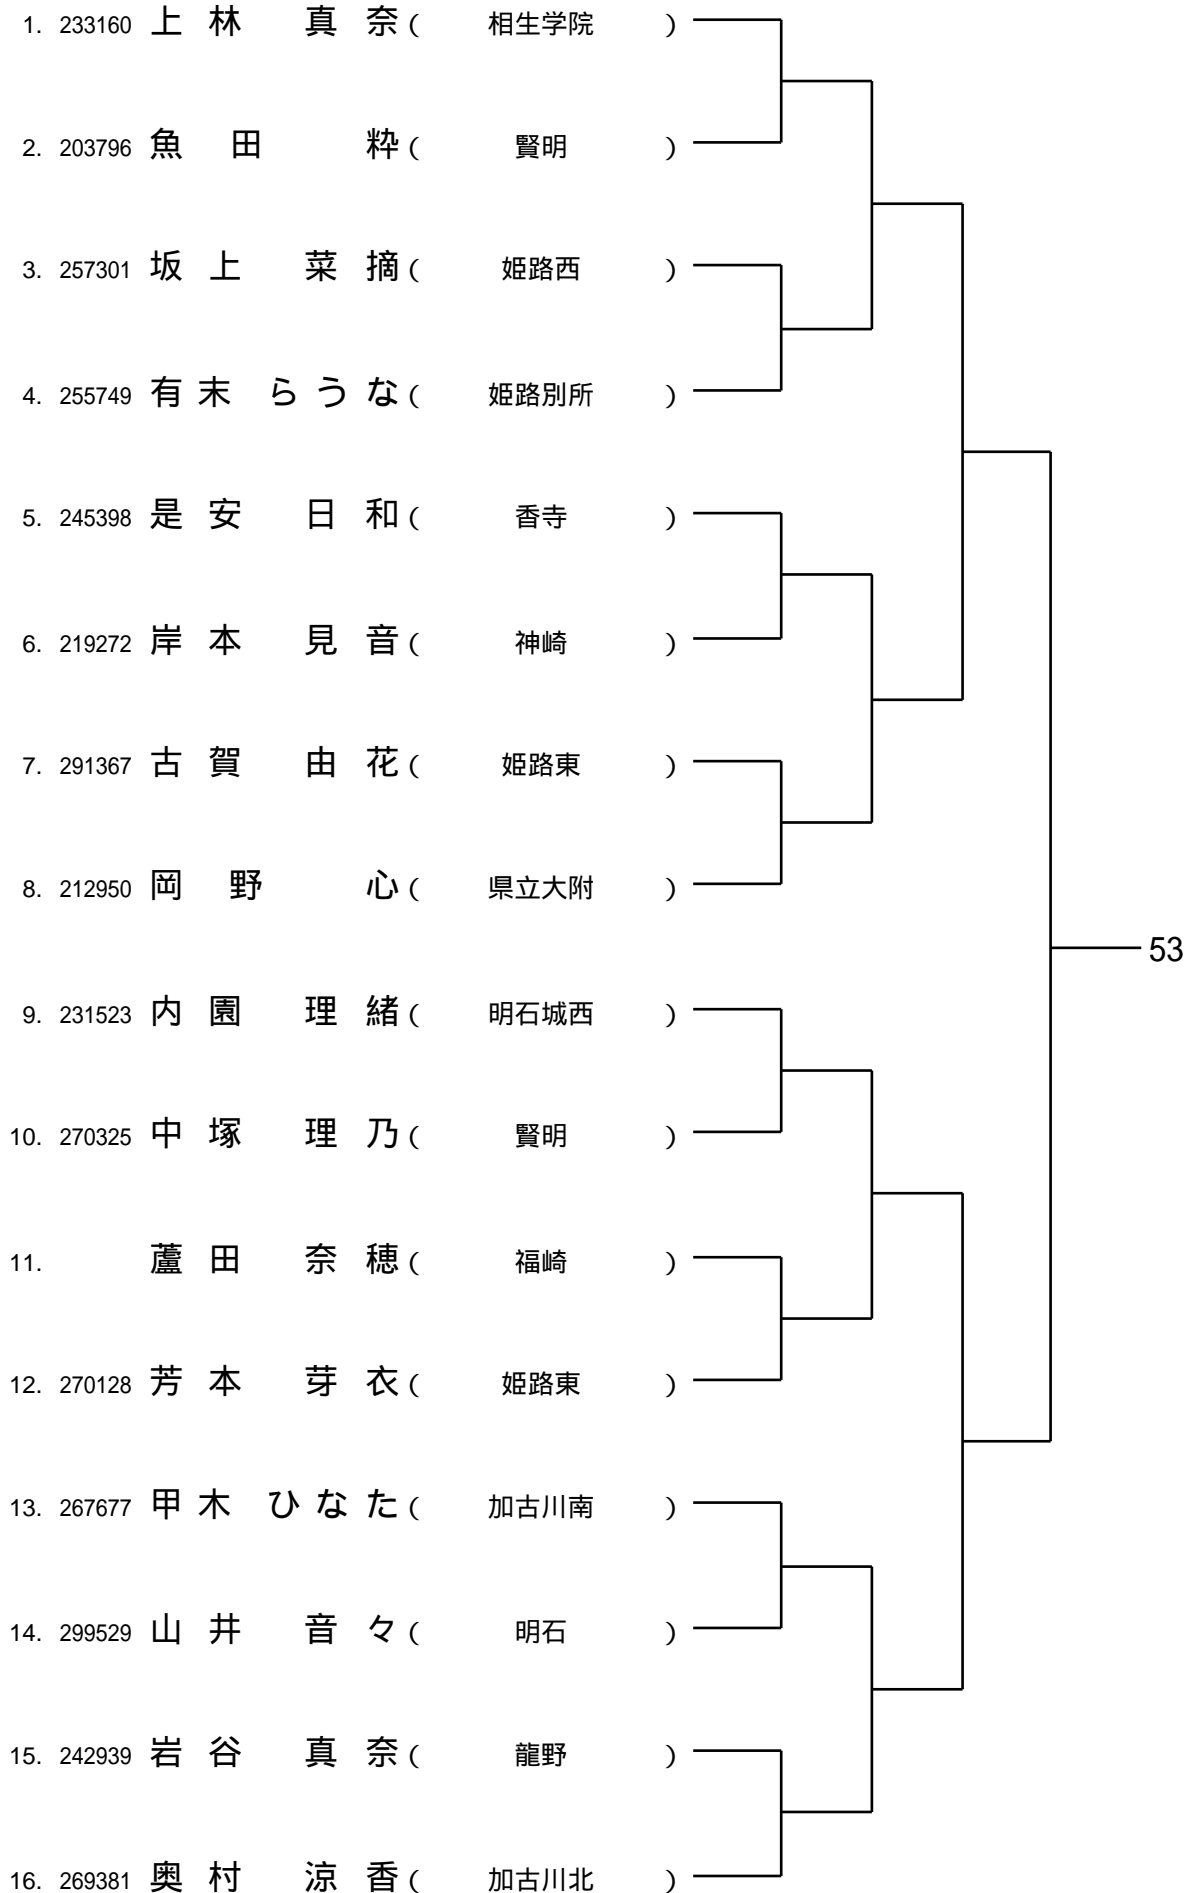 1. 233160 上林 真奈 ( 相生学院 )
2. 203796 魚田 粋 ( 賢明 )
3. 257301 坂上 菜摘 ( 姫路西 )
4. 255749 有末 らうな ( 姫路別所 )
5. 245398 是安 日和 ( 香寺 )
6. 219272 岸本 見音 ( 神崎 )
7. 291367 古賀 由花 ( 姫路東 )
8. 212950 岡野 心 ( 県立大附 )
53
9. 231523 内園 理緒 ( 明石城西 )
10. 270325 中塚 理乃 ( 賢明 )
11. 蘆田 奈穂 ( 福崎 )
12. 270128 芳本 芽衣 ( 姫路東 )
13. 267677 甲木 ひなた ( 加古川南 )
14. 299529 山井 音々 ( 明石 )
15. 242939 岩谷 真奈 ( 龍野 )
16. 269381 奥村 涼香 ( 加古川北 )